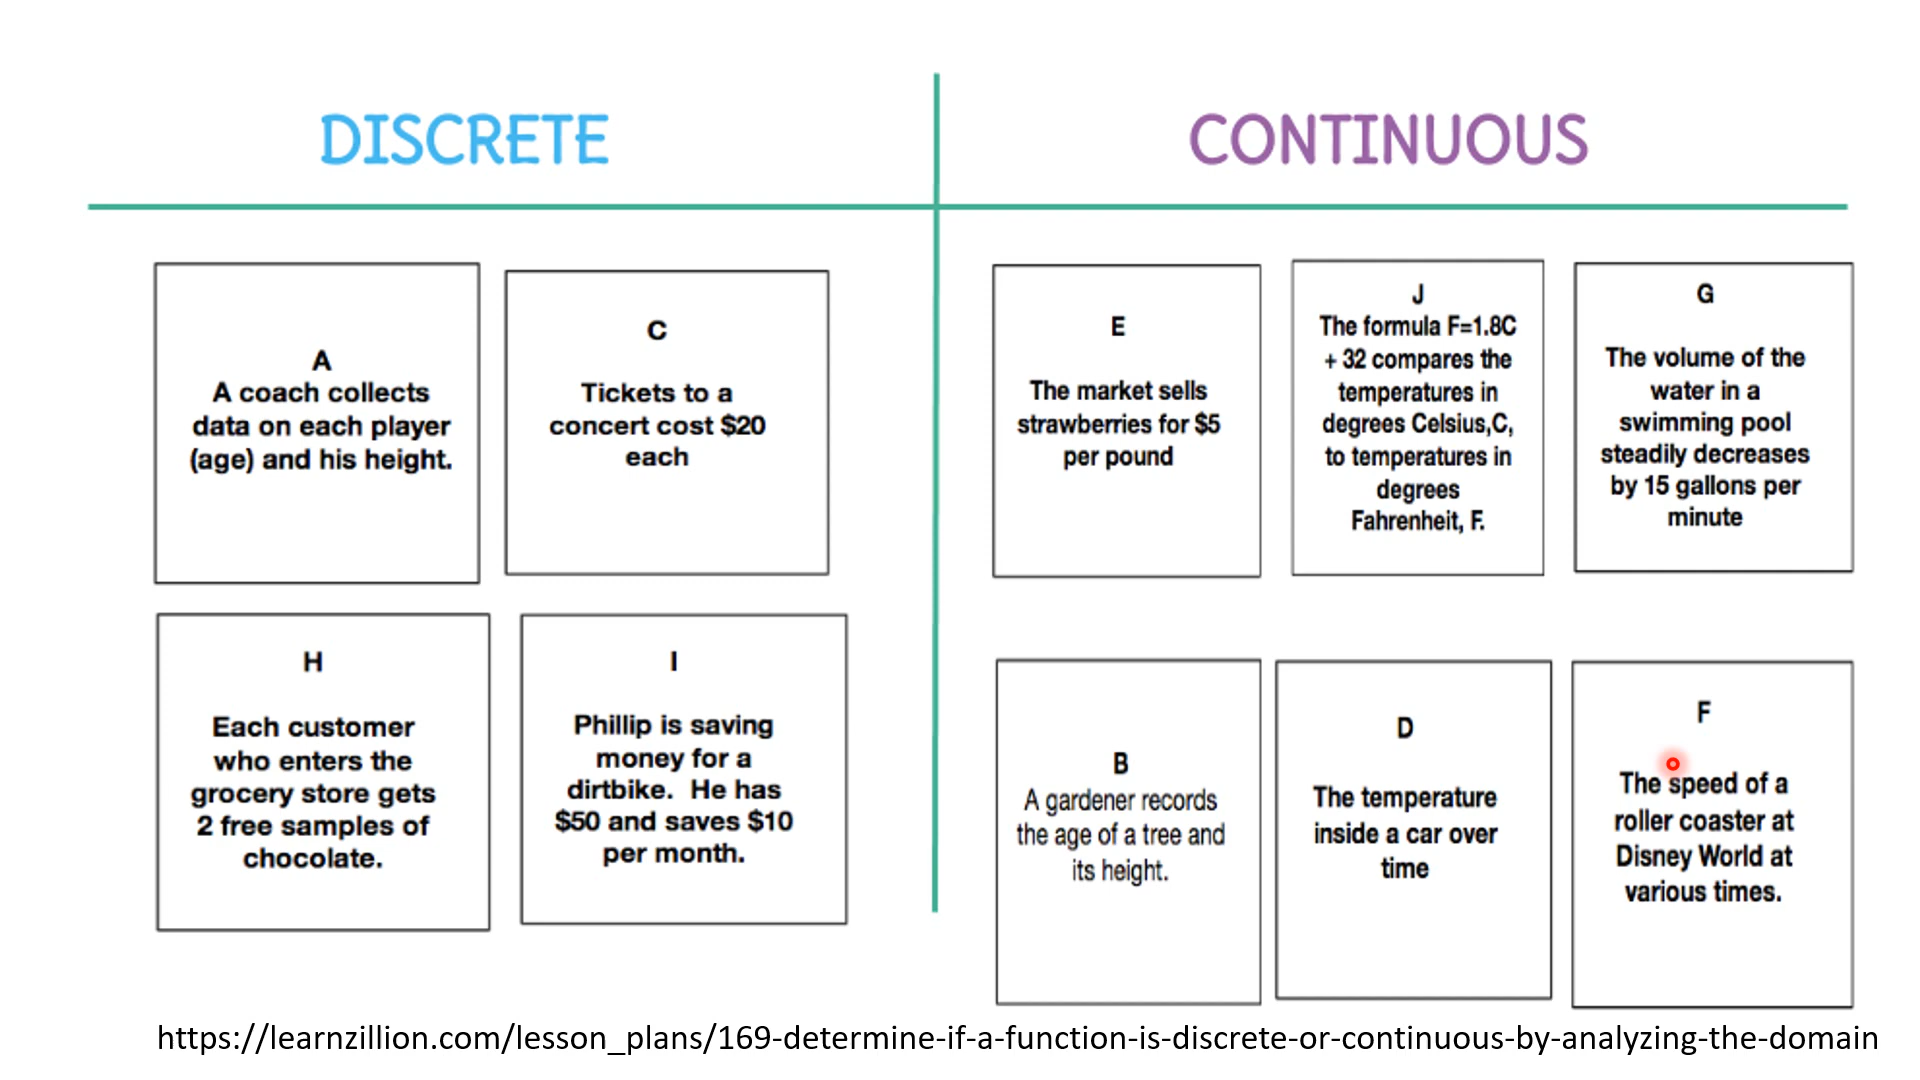 DISCRETE
CONTINUOUS
A
A coach collects
data on each player
(age) and his height.
C
Tickets to a
concert cost $20
each
E
The market sells
strawberries for $5
per pound
J
The formula F=1.8C
+ 32 compares the
temperatures in
degrees Celsius,C,
to temperatures in
degrees
Fahrenheit, F.
G
The volume of the
water in a
swimming pool
steadily decreases
by 15 gallons per
minute
H
Each customer
who enters the
grocery store gets
2 free samples of
chocolate.
I
Phillip is saving
money for a
dirtbike. He has
$50 and saves $10
per month.
B
A gardener records
the age of a tree and
its height.
D
The temperature
inside a car over
time
F
The speed of a
roller coaster at
Disney World at
various times.
https://learnzillion.com/lesson_plans/169-determine-if-a-function-is-discrete-or-continuous-by-analyzing-the-domain